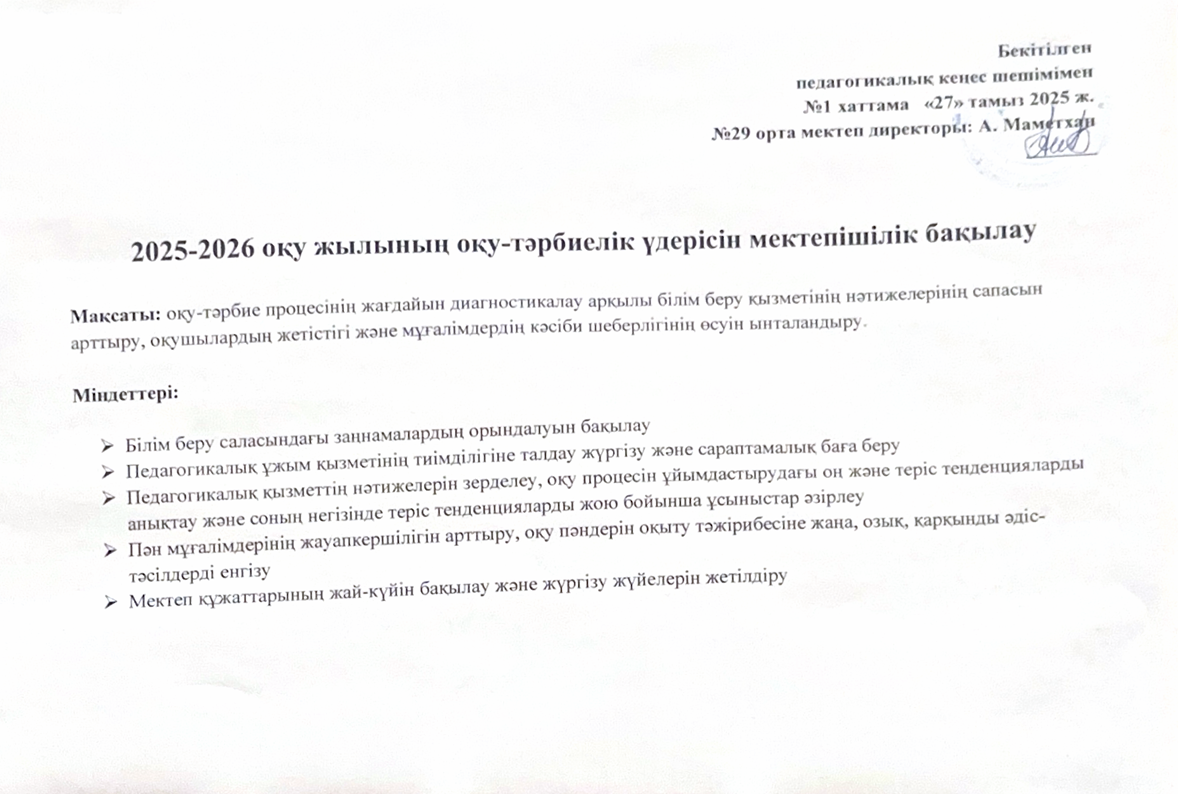 Бекітілген
педагогикалық кеңес шешімімен
№1 хаттама «27» тамыз 2025 ж.
№29 орта мектеп директоры: А. Маметхан
2025-2026 оқу жылының оқу-тәрбиелік үдерісін мектепішілік бақылау
Мақсаты: оқу-тәрбие процесінің жағдайын диагностикалау арқылы білім беру қызметінің нәтижелерінің сапасын
арттыру, оқушылардың жетістігі және мұғалімдердің кәсіби шеберлігінің өсуін ынталандыру.
Міндеттері:
➢ Білім беру саласындағы заңнамалардың орындалуын бақылау
➢ Педагогикалық ұжым қызметінің тиімділігіне талдау жүргізу және сараптамалық баға беру
➢ Педагогикалық қызметтің нәтижелерін зерделеу, оқу процесін ұйымдастырудағы оң және теріс тенденцияларды
анықтау және соның негізінде теріс тенденцияларды жою бойынша ұсыныстар әзірлеу
➢ Пән мұғалімдерінің жауапкершілігін арттыру, оқу пәндерін оқыту тәжірибесіне жаңа, озық, қарқынды әдіс-
тәсілдерді енгізу
➢ Мектеп құжаттарының жай-күйін бақылау және жүргізу жүйелерін жетілдіру